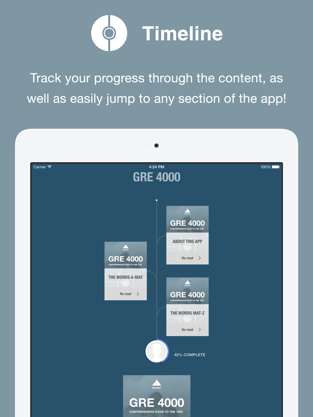 Timeline
Track your progress through the content, as
well as easily jump to any section of the app!
Carrier
4:24 PM
100%
GRE 4000
GRE 4000
COMPREHENSIVE GUIDE TO THE GRE
ABOUT THIS APP
Re-read
GRE 4000
COMPREHENSIVE GUIDE TO THE GRE
THE WORDS A-MAT
Re-read
GRE 4000
COMPREHENSIVE GUIDE TO THE GRE
THE WORDS MAT-Z
Re-read
42% COMPLETE
GRE 4000
COMPREHENSIVE GUIDE TO THE GRE